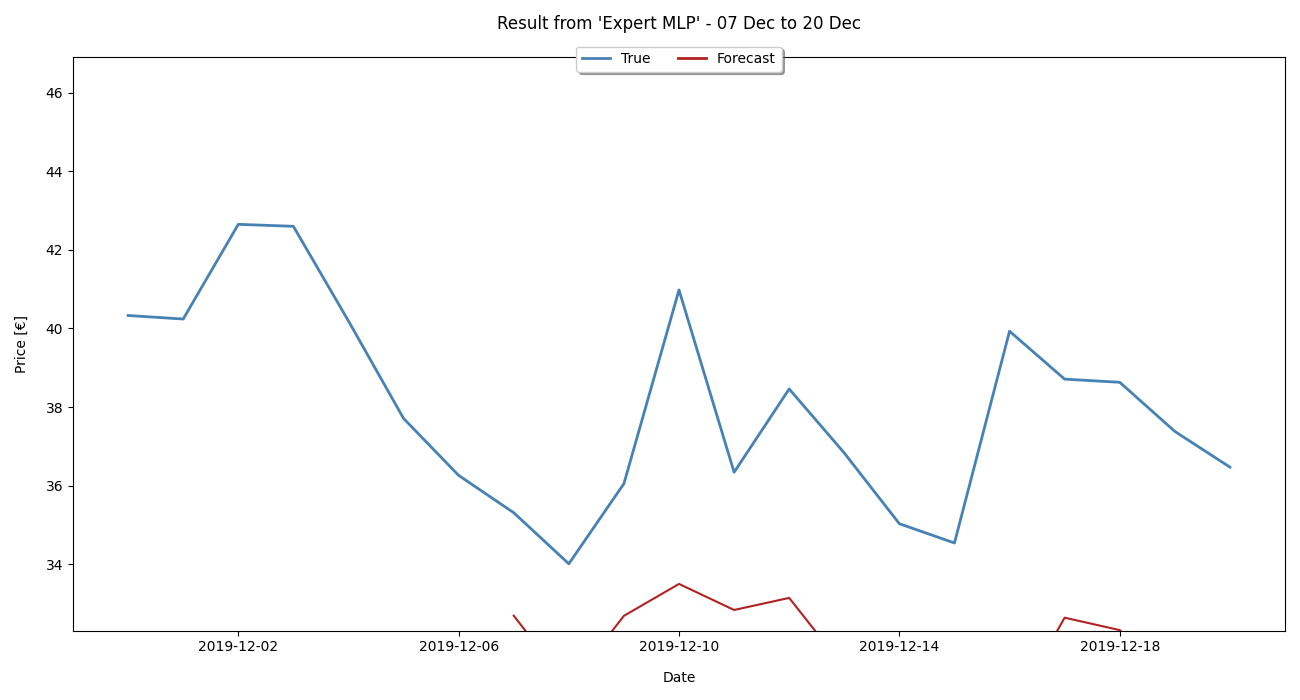 Result from 'Expert MLP' - 07 Dec to 20 Dec
True Forecast
46
44
42
40
38
36
34
Price [€]
2019-12-02 2019-12-06 2019-12-10 2019-12-14 2019-12-18
Date